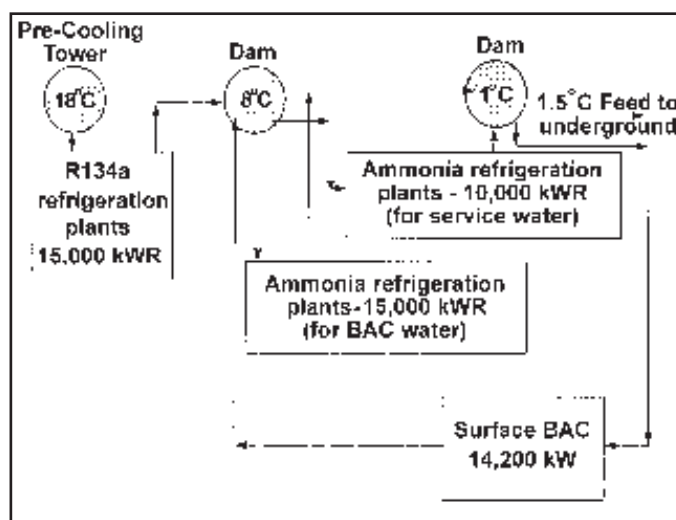 Pre-Cooling
Tower
18°C
Dam
8°C
Dam
1°C
1.5°C Feed to
underground
R134a
refrigeration
plants
15,000 kWR
Ammonia refrigeration
plants - 10,000 kWR
(for service water)
Ammonia refrigeration
plants-15,000 kWR
(for BAC water)
Surface BAC
14,200 kW